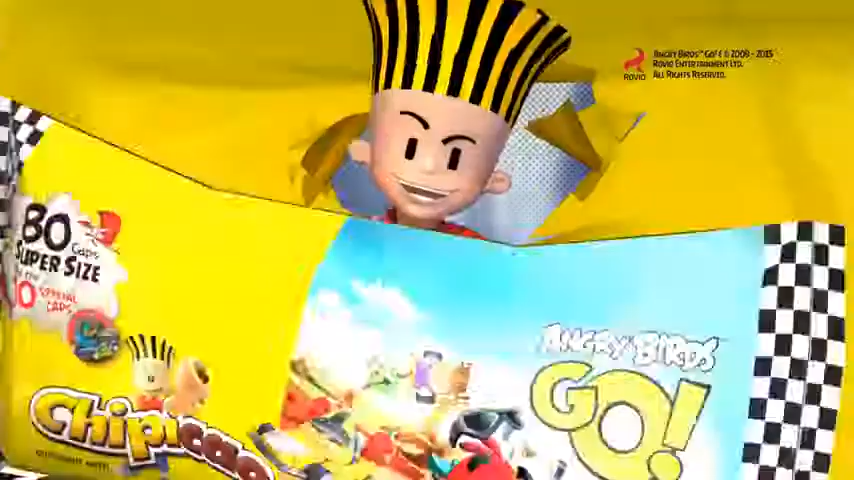 Angry Birds™ Go! © 2009 - 2015
Rovio Entertainment Ltd.
All Rights Reserved.
ROVIO
80
Caps
SUPER SIZE
SPECIAL
CAPS
ANGRY BIRDS
GO!
Chipicao